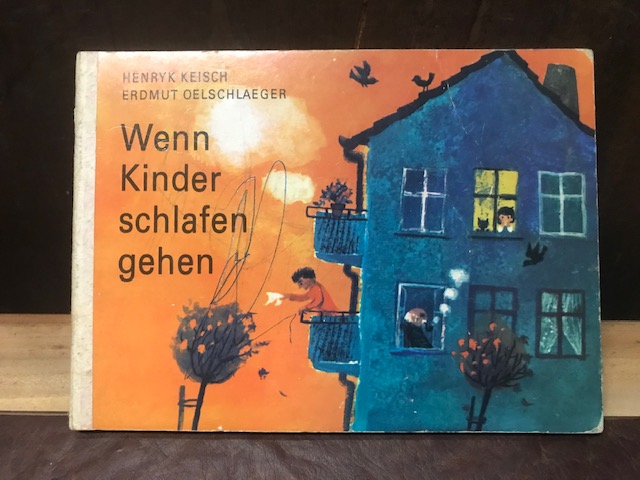 HENRYK KEISCH
ERDMUT OELSCHLAEGER
Wenn
Kinder
schlafen
gehen